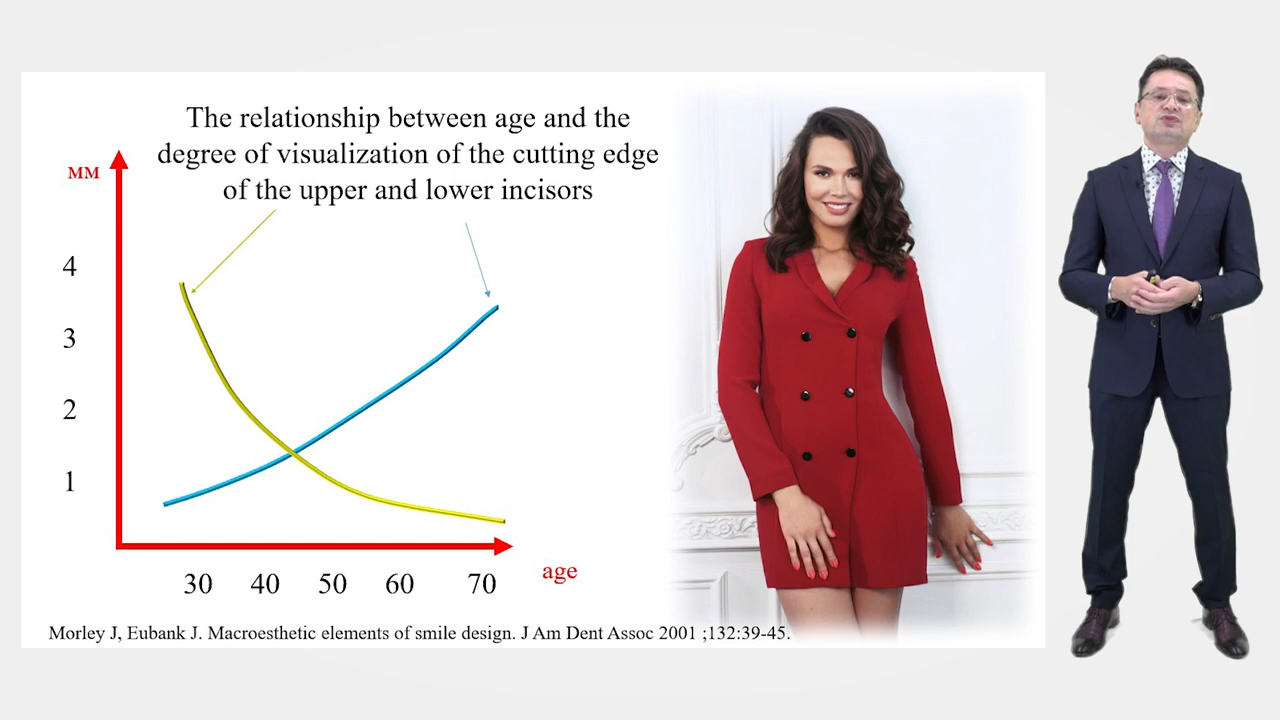 The relationship between age and the
degree of visualization of the cutting edge
of the upper and lower incisors
мм
4
3
2
1
30 40 50 60 70
age
Morley J, Eubank J. Macroesthetic elements of smile design. J Am Dent Assoc 2001 ;132:39-45.